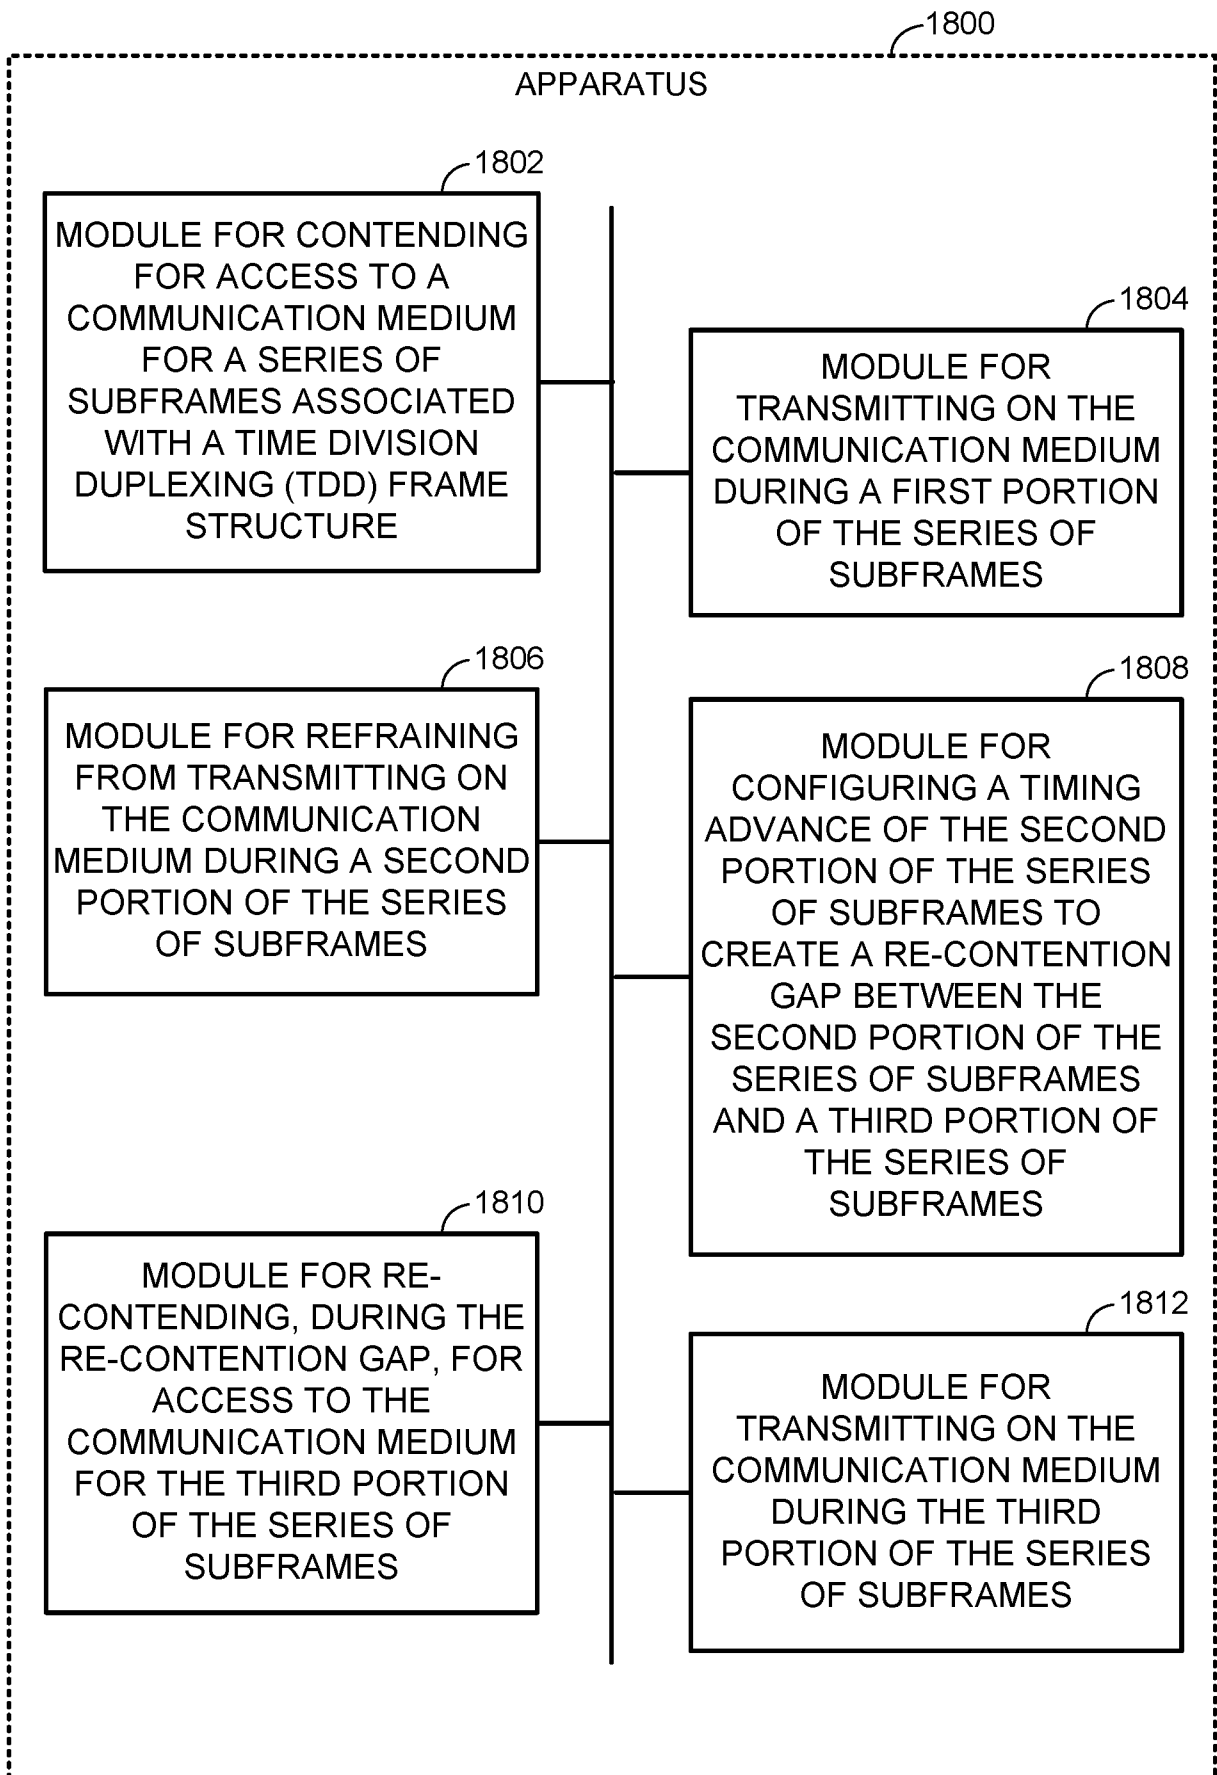 1800
APPARATUS
1802
MODULE FOR CONTENDING
FOR ACCESS TO A
COMMUNICATION MEDIUM
FOR A SERIES OF
SUBFRAMES ASSOCIATED
WITH A TIME DIVISION
DUPLEXING (TDD) FRAME
STRUCTURE
1804
MODULE FOR
TRANSMITTING ON THE
COMMUNICATION MEDIUM
DURING A FIRST PORTION
OF THE SERIES OF
SUBFRAMES
1806
MODULE FOR REFRAINING
FROM TRANSMITTING ON
THE COMMUNICATION
MEDIUM DURING A SECOND
PORTION OF THE SERIES
OF SUBFRAMES
1808
MODULE FOR
CONFIGURING A TIMING
ADVANCE OF THE SECOND
PORTION OF THE SERIES
OF SUBFRAMES TO
CREATE A RE-CONTENTION
GAP BETWEEN THE
SECOND PORTION OF THE
SERIES OF SUBFRAMES
AND A THIRD PORTION OF
THE SERIES OF
SUBFRAMES
1810
MODULE FOR RE-
CONTENDING, DURING THE
RE-CONTENTION GAP, FOR
ACCESS TO THE
COMMUNICATION MEDIUM
FOR THE THIRD PORTION
OF THE SERIES OF
SUBFRAMES
1812
MODULE FOR
TRANSMITTING ON THE
COMMUNICATION MEDIUM
DURING THE THIRD
PORTION OF THE SERIES
OF SUBFRAMES